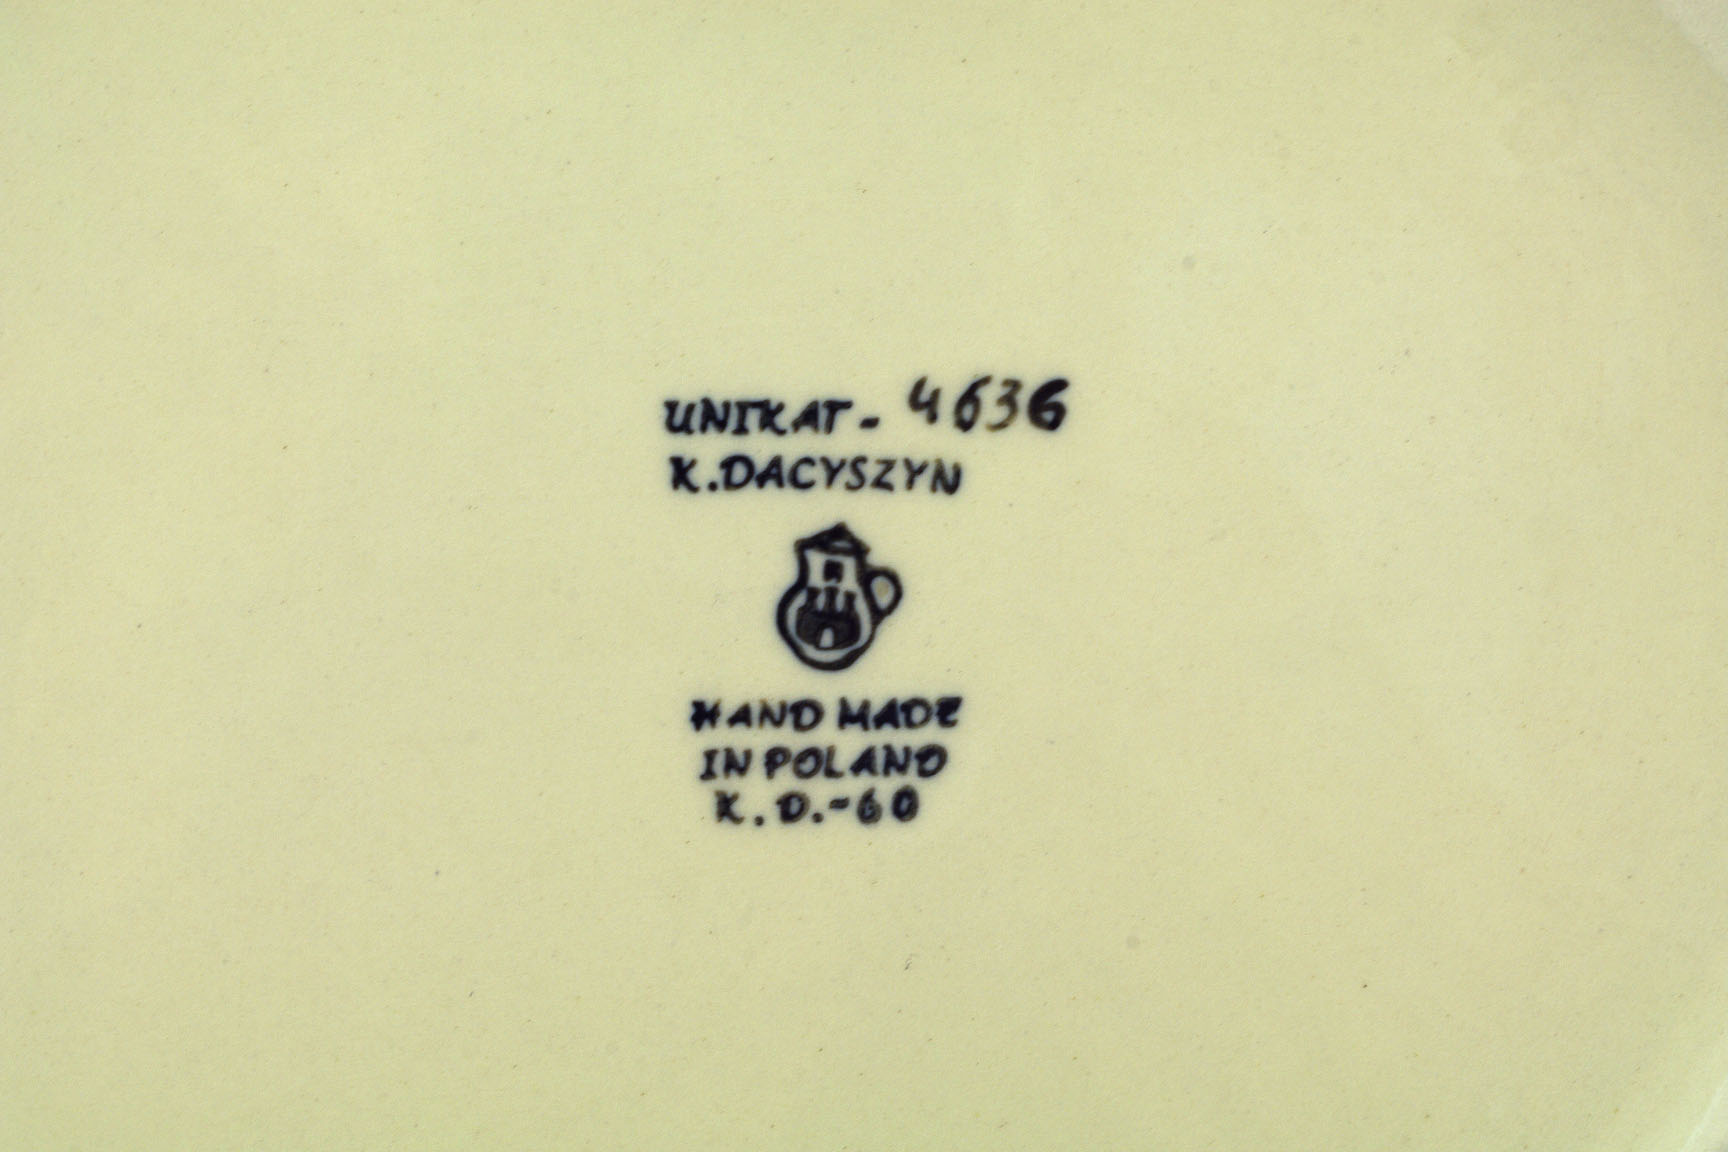 UNIKAT - 4636
K.DACYSZYN
HAND MADE
IN POLAND
K.D.-60